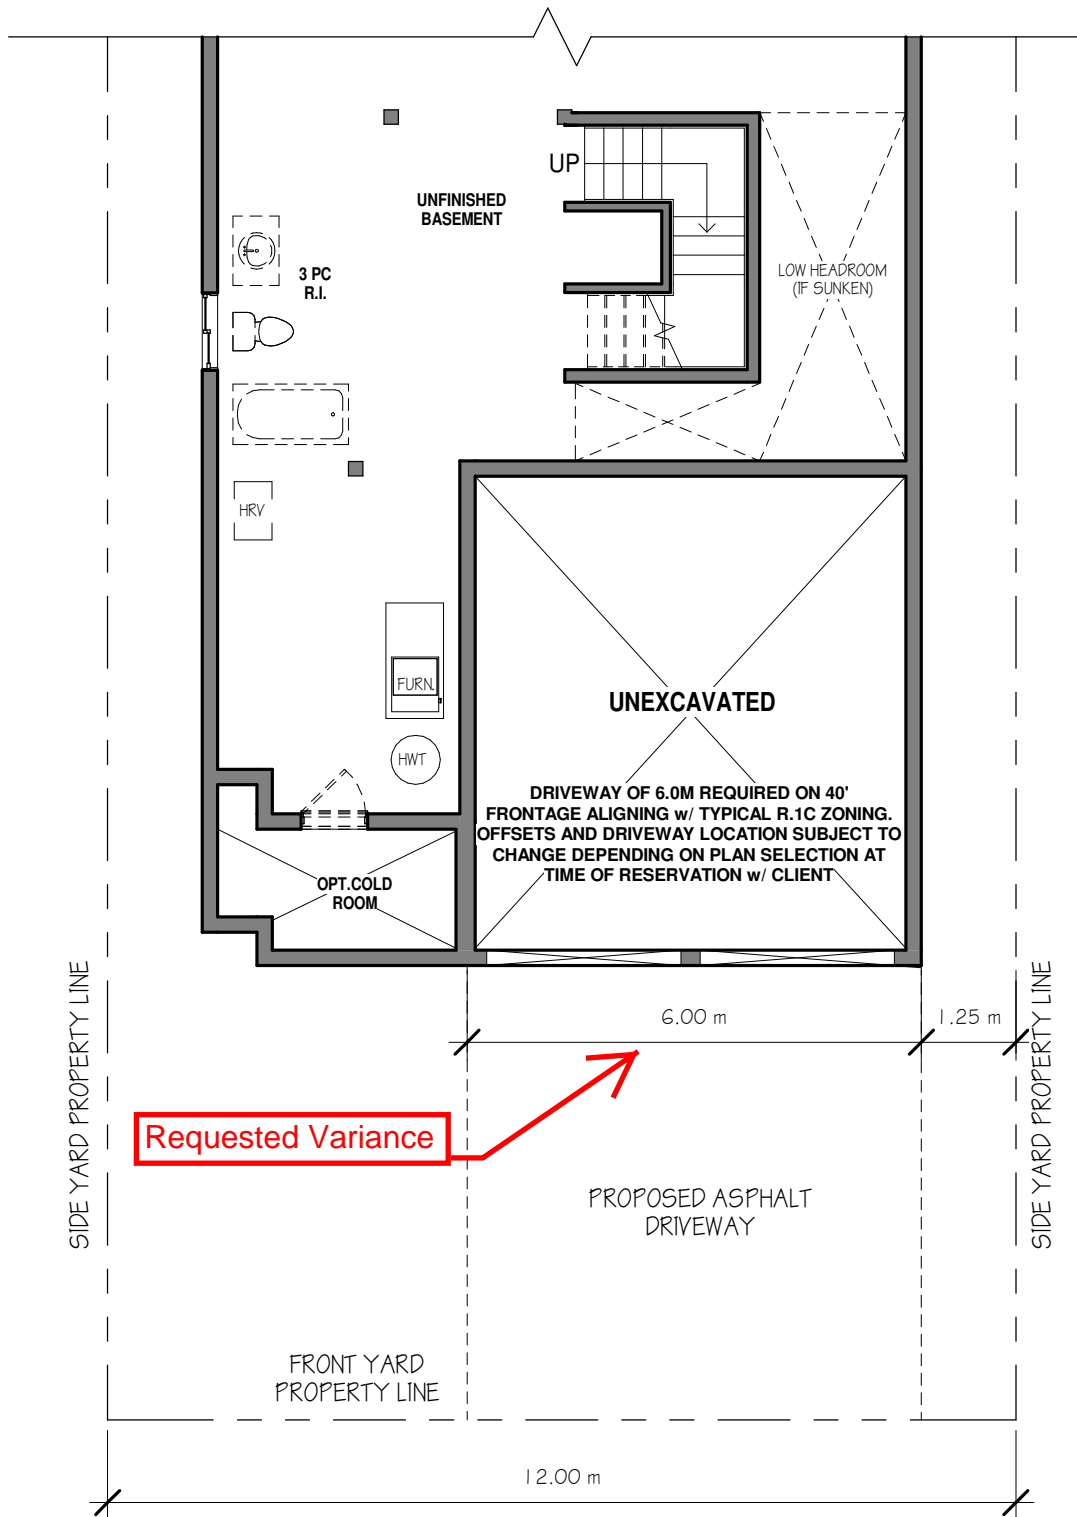 UP
UNFINISHED
BASEMENT
3 PC
R.I.
LOW HEADROOM
(IF SUNKEN)
HRV
FURN.
HWT
UNEXCAVATED
DRIVEWAY OF 6.0M REQUIRED ON 40'
FRONTAGE ALIGNING w/ TYPICAL R.1C ZONING.
OFFSETS AND DRIVEWAY LOCATION SUBJECT TO
CHANGE DEPENDING ON PLAN SELECTION AT
TIME OF RESERVATION w/ CLIENT
OPT.COLD
ROOM
SIDE YARD PROPERTY LINE
6.00 m
1.25 m
SIDE YARD PROPERTY LINE
Requested Variance
PROPOSED ASPHALT
DRIVEWAY
FRONT YARD
PROPERTY LINE
12.00 m